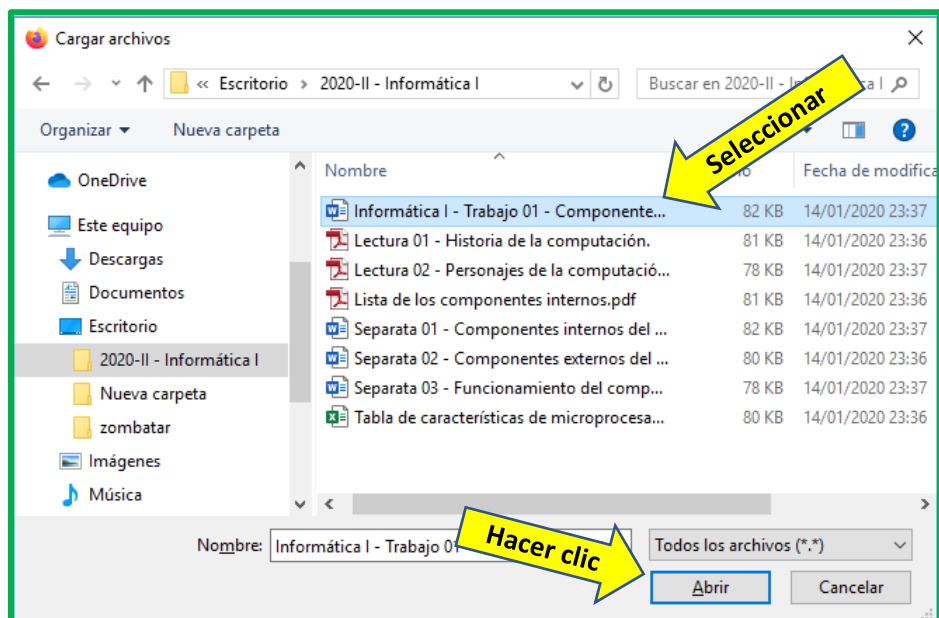 Cargar archivos
« Escritorio > 2020-II - Informática I
Buscar en 2020-II -
Organizar
Nueva carpeta
Seleccionar
OneDrive
Este equipo
Descargas
Documentos
Escritorio
2020-II - Informática I
Nueva carpeta
zombatar
Imágenes
Música
Nombre
Fecha de modifica
Informática I - Trabajo 01 - Componente... 82 KB 14/01/2020 23:37
Lectura 01 - Historia de la computación. 81 KB 14/01/2020 23:36
Lectura 02 - Personajes de la computació... 78 KB 14/01/2020 23:37
Lista de los componentes internos.pdf 81 KB 14/01/2020 23:36
Separata 01 - Componentes internos del ... 82 KB 14/01/2020 23:37
Separata 02 - Componentes externos del ... 80 KB 14/01/2020 23:36
Separata 03 - Funcionamiento del comp... 78 KB 14/01/2020 23:37
Tabla de características de microprocesa... 80 KB 14/01/2020 23:36
Nombre: Informática I - Trabajo 01
Hacer clic
Todos los archivos (*.*)
Abrir
Cancelar